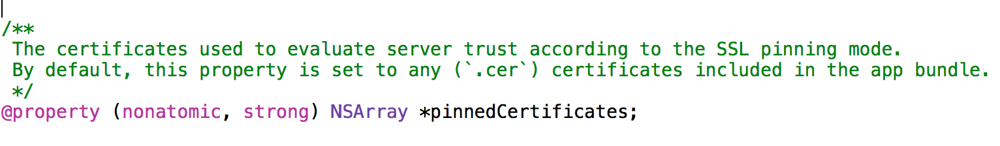 /**
The certificates used to evaluate server trust according to the SSL pinning mode.
By default, this property is set to any (`.cer`) certificates included in the app bundle.
*/
@property (nonatomic, strong) NSArray *pinnedCertificates;